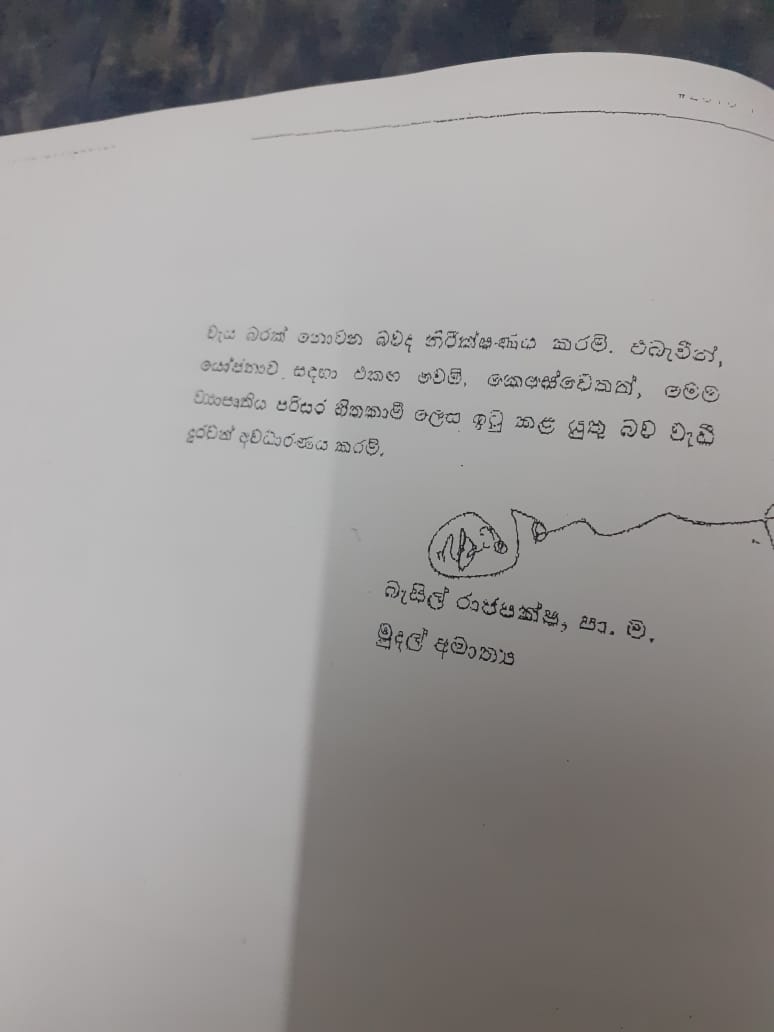 වැය බරක් නොවන බවද නිරීක්ෂණය කරමි. එබැවින්,
යෝජනාව සඳහා එකඟ වෙමි. කෙසේවෙතත්, මෙම
ව්‍යාපෘතිය පරිසර හිතකාමී ලෙස ඉටු කළ යුතු බව වැඩි
දුරටත් අවධාරණය කරමි.
බැසිල් රාජපක්ෂ, පා. ම.
මුදල් අමාත්‍ය